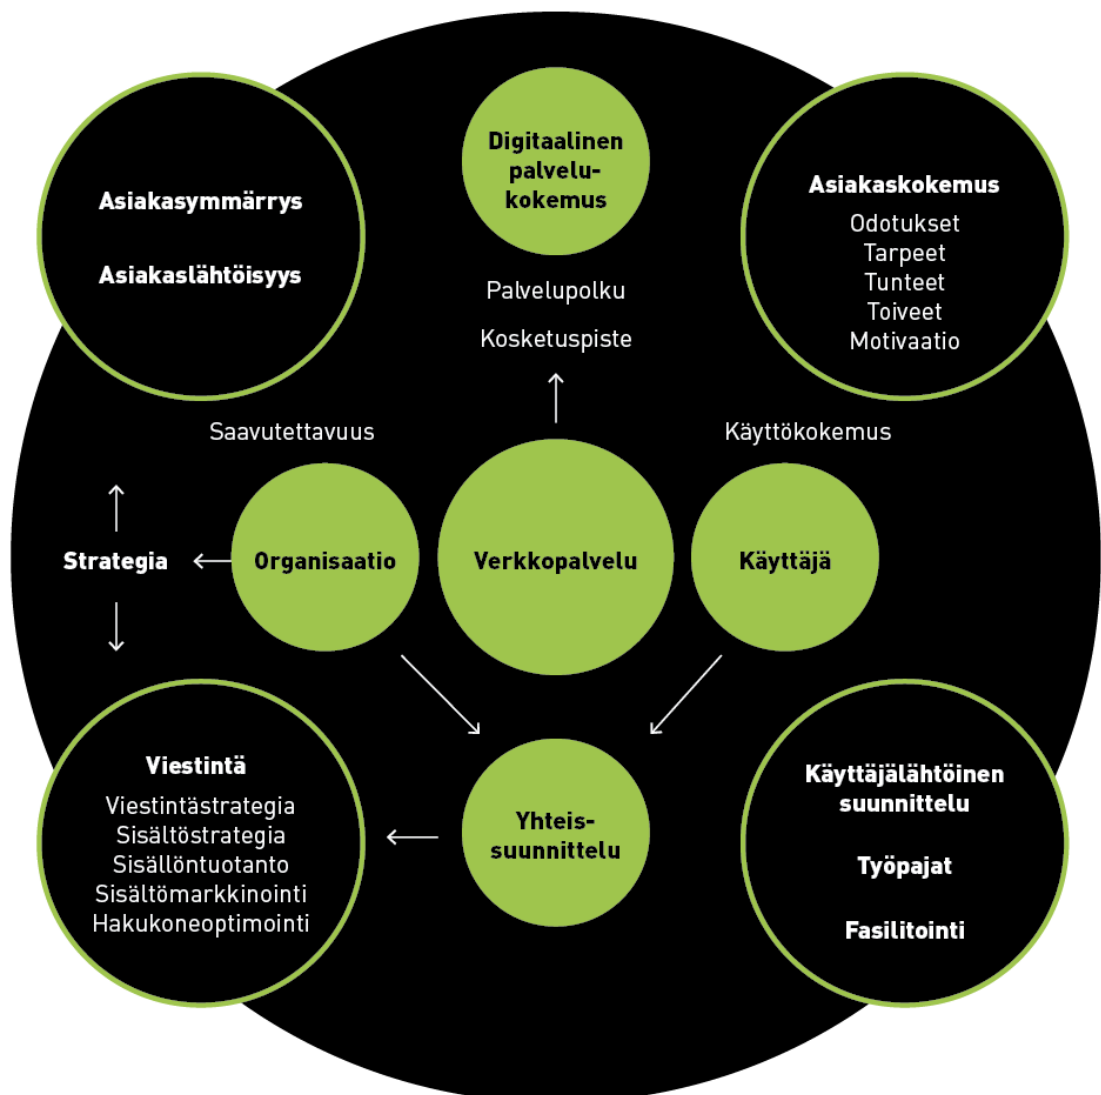 Asiakasymmärrys
Asiakaslähtöisyys
Digitaalinen
palvelu-
kokemus
Asiakaskokemus
Odotukset
Tarpeet
Tunteet
Toiveet
Motivaatio
Palvelupolku
Kosketuspiste
Saavutettavuus
Käyttökokemus
Strategia
Organisaatio
Verkkopalvelu
Käyttäjä
Viestintä
Viestintästrategia
Sisältöstrategia
Sisällöntuotanto
Sisältömarkkinointi
Hakukoneoptimointi
Yhteis-
suunnittelu
Käyttäjälähtöinen
suunnittelu
Työpajat
Fasilitointi